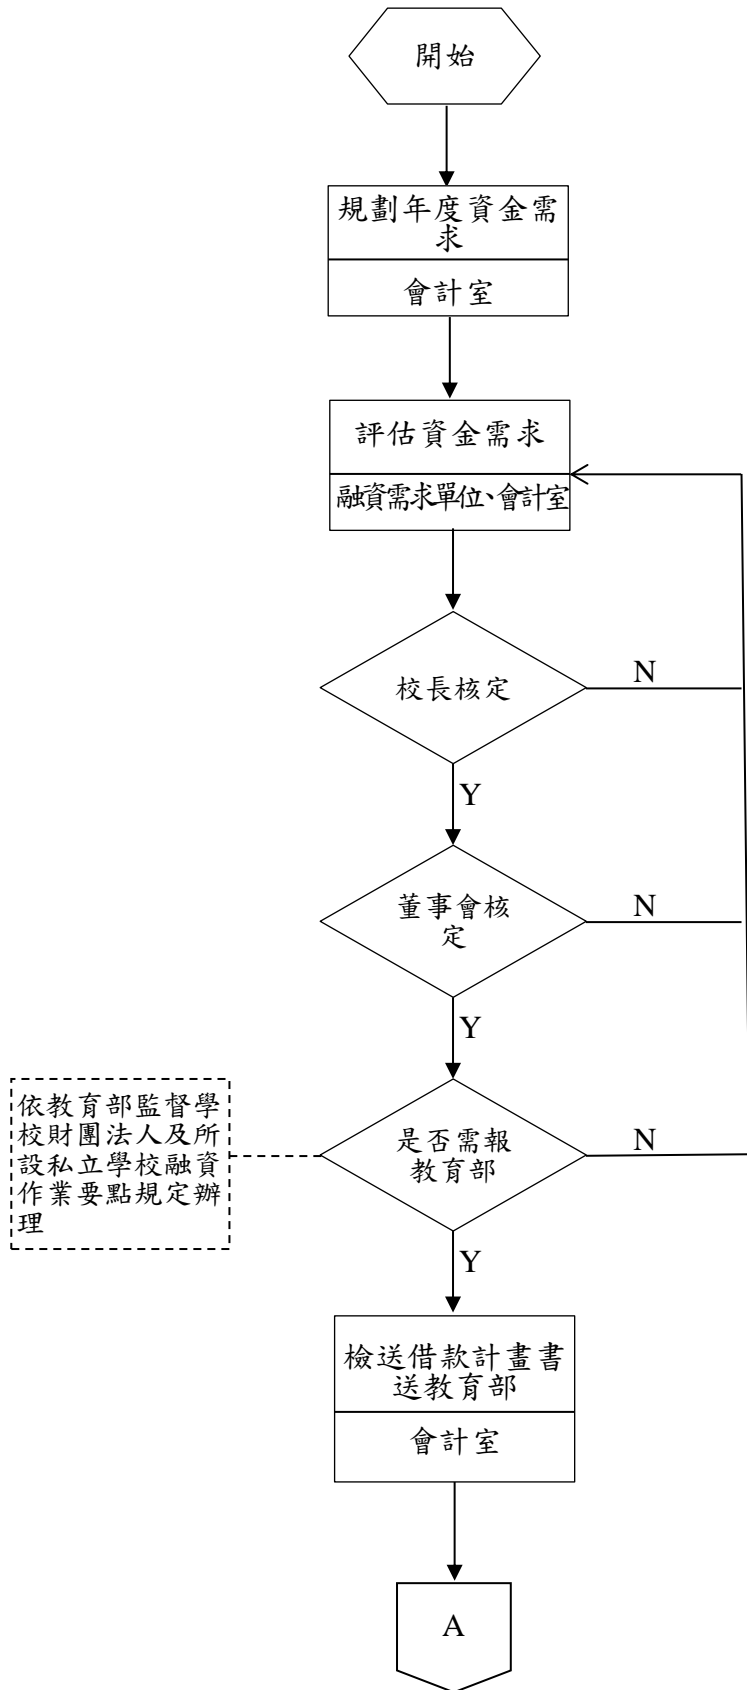 開始
規劃年度資金需
求
會計室
評估資金需求
融資需求單位、會計室
校長核定
N
Y
董事會核
定
N
Y
依教育部監督學
校財團法人及所
設私立學校融資
作業要點規定辦
理
是否需報
教育部
N
Y
檢送借款計畫書
送教育部
會計室
A